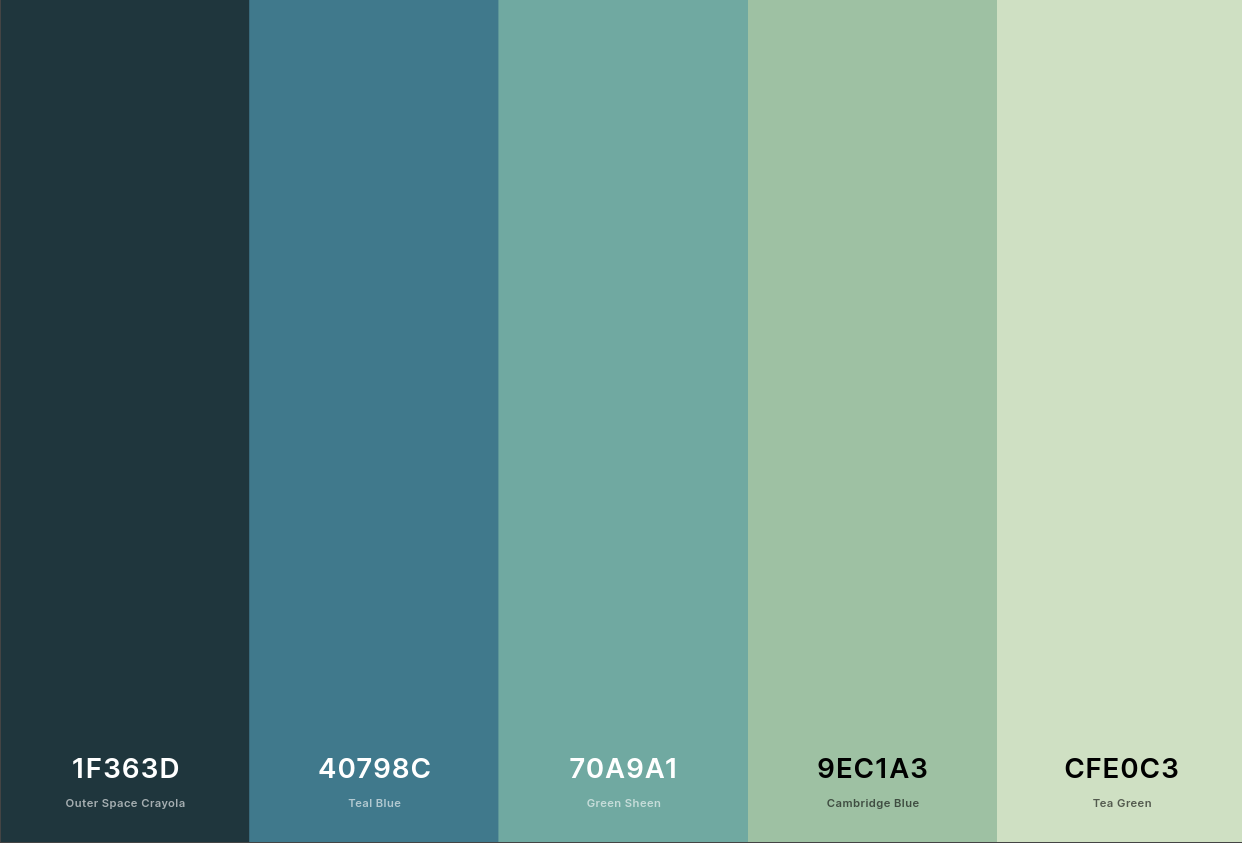 1F363D
Outer Space Crayola
40798C
Teal Blue
70A9A1
Green Sheen
9EC1A3
Cambridge Blue
CFE0C3
Tea Green